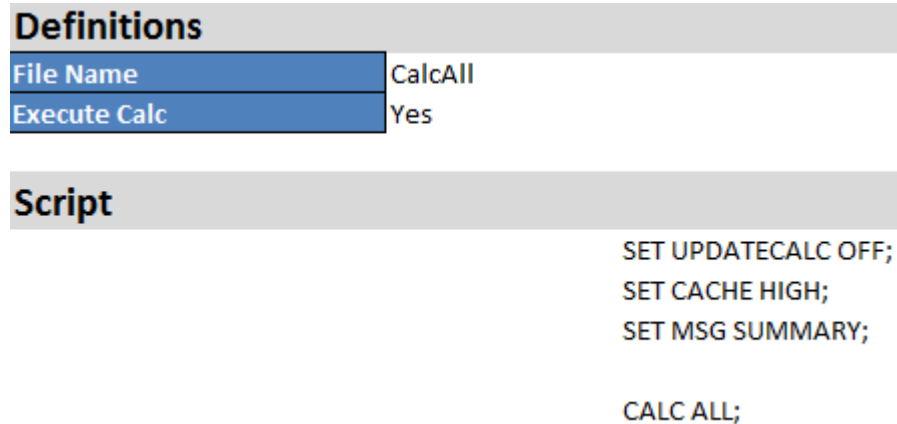 Definitions
File Name CalcAll
Execute Calc Yes
Script
SET UPDATECALC OFF;
SET CACHE HIGH;
SET MSG SUMMARY;
CALC ALL;